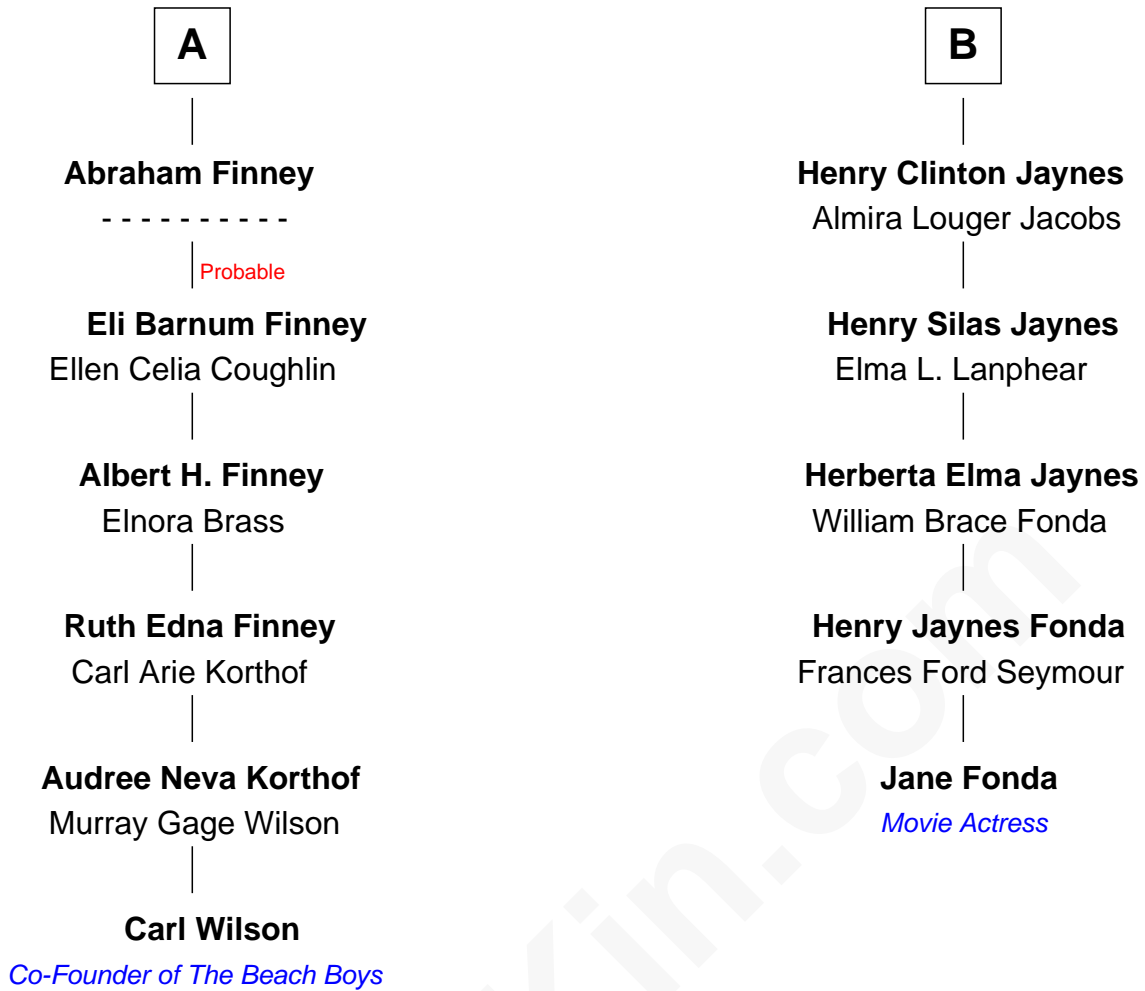 A
Abraham Finney
- - - - - - - - - -
Probable
Eli Barnum Finney
Ellen Celia Coughlin
Albert H. Finney
Elnora Brass
Ruth Edna Finney
Carl Arie Korthof
Audree Neva Korthof
Murray Gage Wilson
Carl Wilson
Co-Founder of The Beach Boys
B
Henry Clinton Jaynes
Almira Louger Jacobs
Henry Silas Jaynes
Elma L. Lanphear
Herberta Elma Jaynes
William Brace Fonda
Henry Jaynes Fonda
Frances Ford Seymour
Jane Fonda
Movie Actress
Kin.com